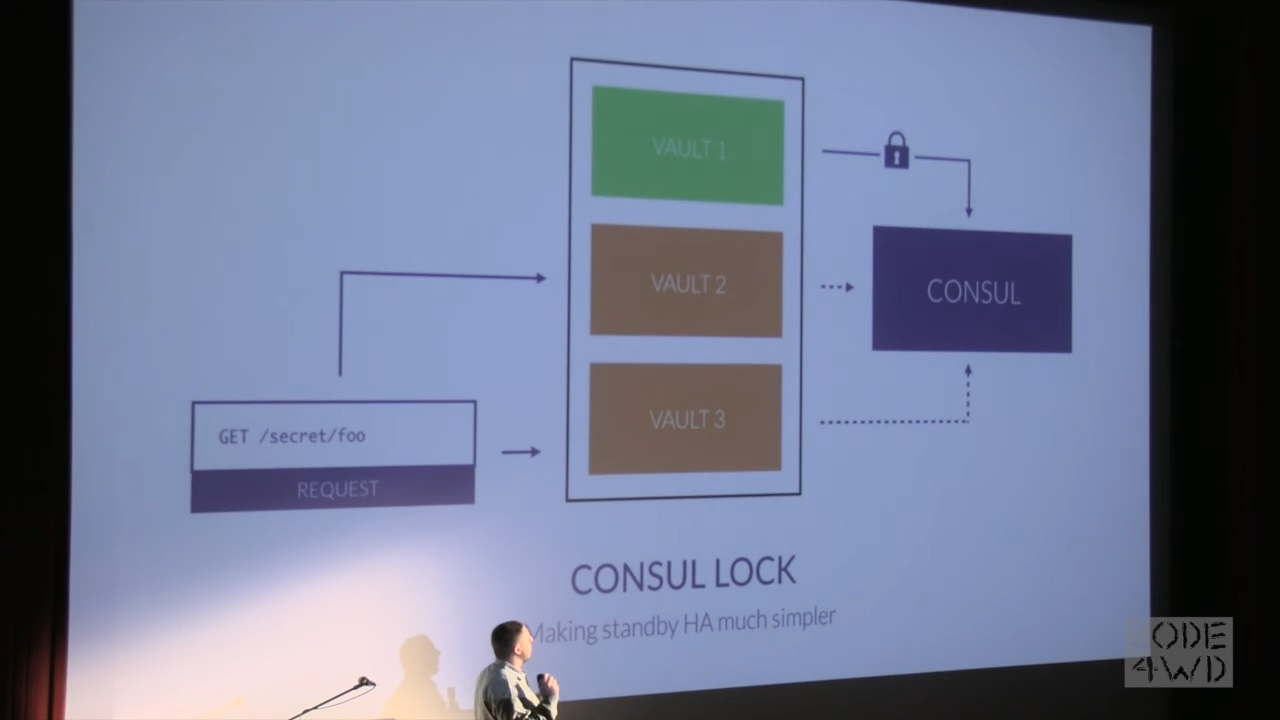 VAULT 1
VAULT 2
CONSUL
VAULT 3
GET /secret/foo
REQUEST
CONSUL LOCK
Making standby HA much simpler
CODE
4WD